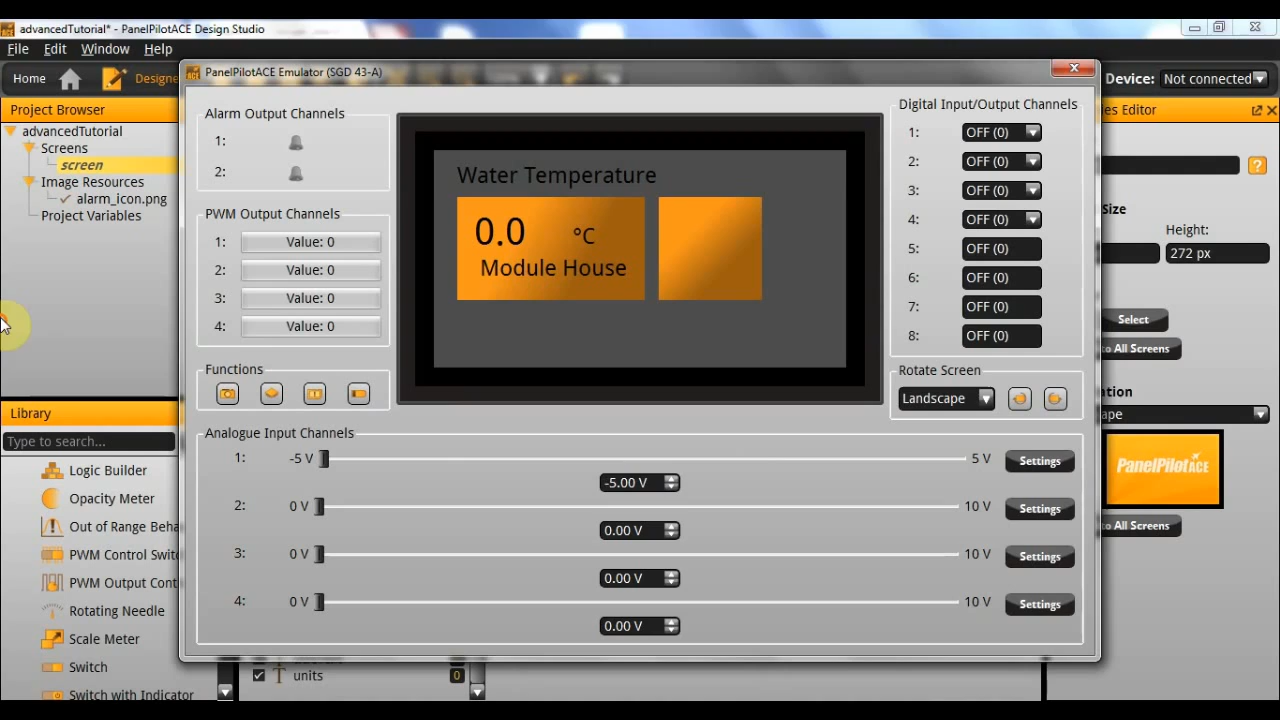 advancedTutorial* - PanelPilotACE Design Studio
File Edit Window Help
Home Designe
Device: Not connected
Project Browser
advancedTutorial
Screens
screen
Image Resources
alarm_icon.png
Project Variables
Library
Type to search...
Logic Builder
Opacity Meter
Out of Range Beha
PWM Control Switc
PWM Output Cont
Rotating Needle
Scale Meter
Switch
Switch with Indicator
PanelPilotACE Emulator (SGD 43-A)
Alarm Output Channels
1:
2:
PWM Output Channels
1: Value: 0
2: Value: 0
3: Value: 0
4: Value: 0
Functions
Water Temperature
0.0 °C
Module House
Digital Input/Output Channels
1: OFF (0)
2: OFF (0)
3: OFF (0)
4: OFF (0)
5: OFF (0)
6: OFF (0)
7: OFF (0)
8: OFF (0)
Rotate Screen
Landscape
Analogue Input Channels
1: -5 V 5 V Settings
-5.00 V
2: 0 V 10 V Settings
0.00 V
3: 0 V 10 V Settings
0.00 V
4: 0 V 10 V Settings
0.00 V
units 0
es Editor
?
Size
Height:
272 px
Select
to All Screens
ation
ape
PanelPilotACE
to All Screens